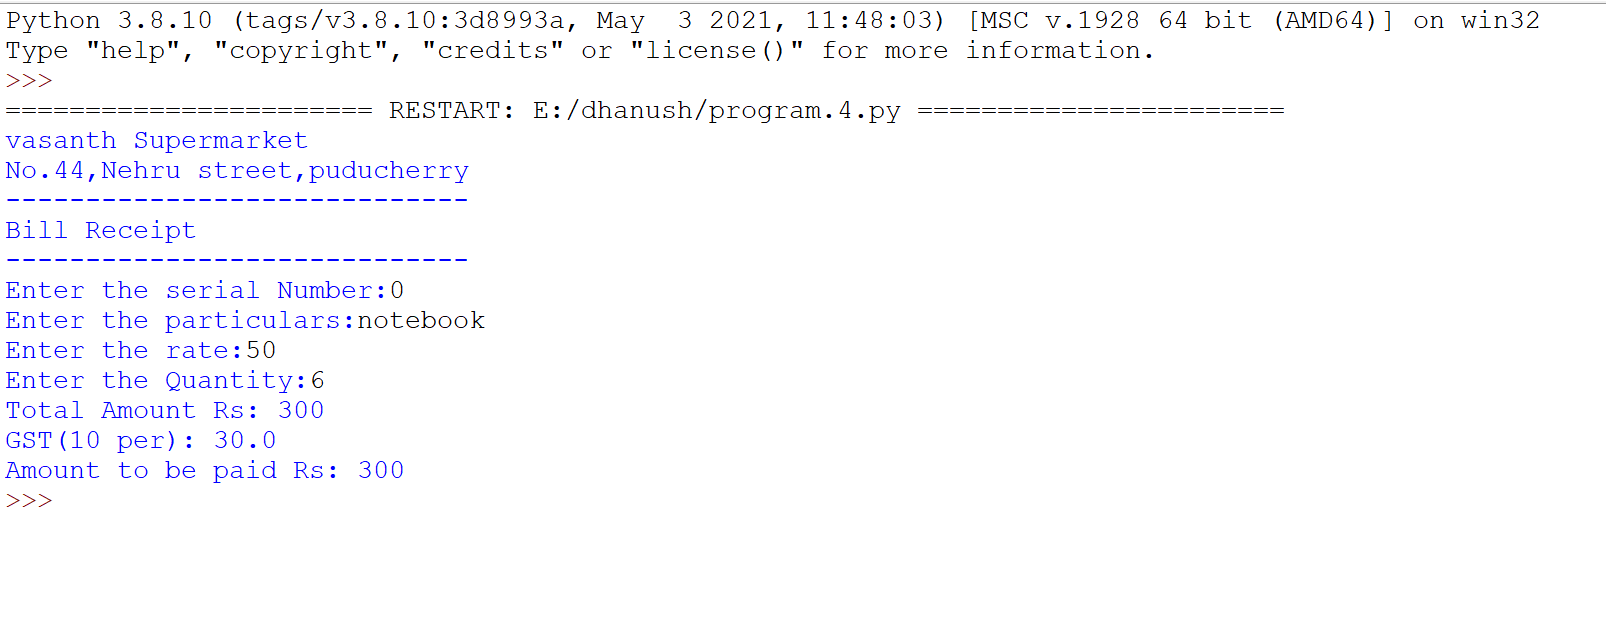 Python 3.8.10 (tags/v3.8.10:3d8993a, May  3 2021, 11:48:03) [MSC v.1928 64 bit (AMD64)] on win32
Type "help", "copyright", "credits" or "license()" for more information.
>>>
======================= RESTART: E:/dhanush/program.4.py =======================
vasanth Supermarket
No.44,Nehru street,puducherry
-----------------------------
Bill Receipt
-----------------------------
Enter the serial Number:0
Enter the particulars:notebook
Enter the rate:50
Enter the Quantity:6
Total Amount Rs: 300
GST(10 per): 30.0
Amount to be paid Rs: 300
>>>